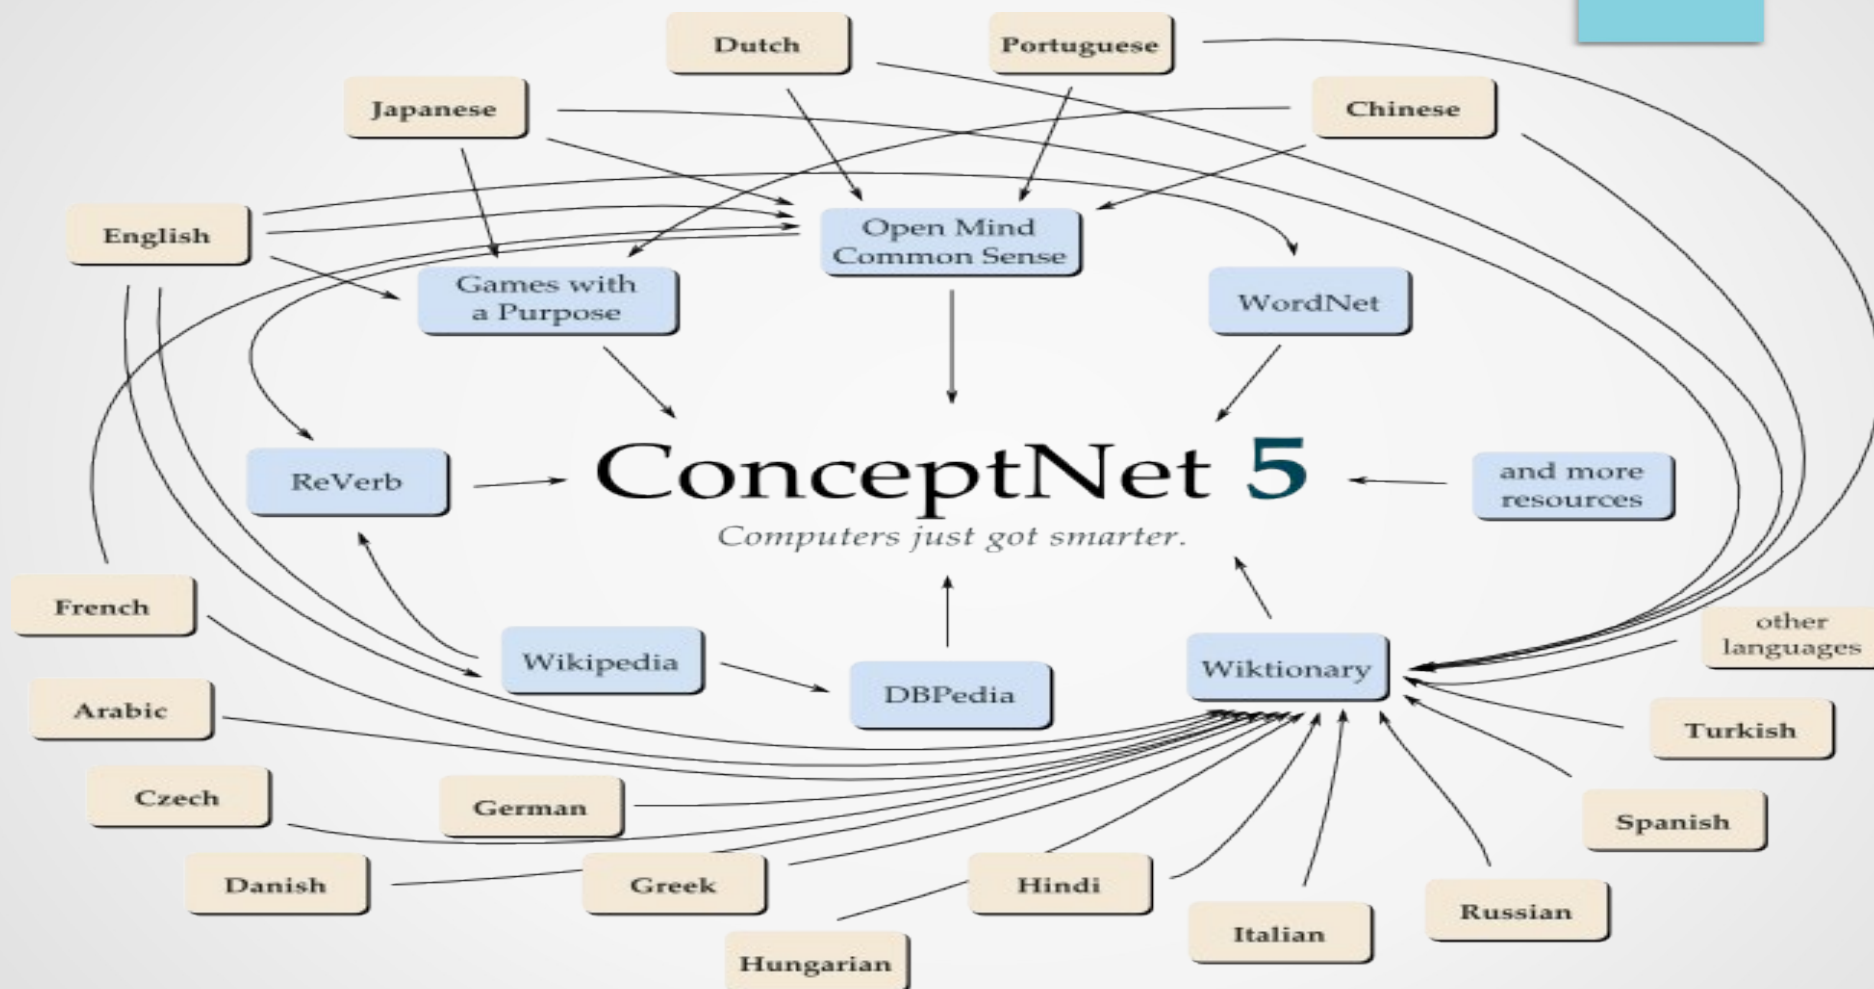 Dutch
Portuguese
Japanese
Chinese
English
Open Mind
Common Sense
Games with
a Purpose
WordNet
ReVerb
ConceptNet 5
and more
resources
Computers just got smarter.
French
other
languages
Wikipedia
Wiktionary
DBPedia
Arabic
Turkish
Czech
German
Spanish
Danish
Greek
Hindi
Russian
Italian
Hungarian